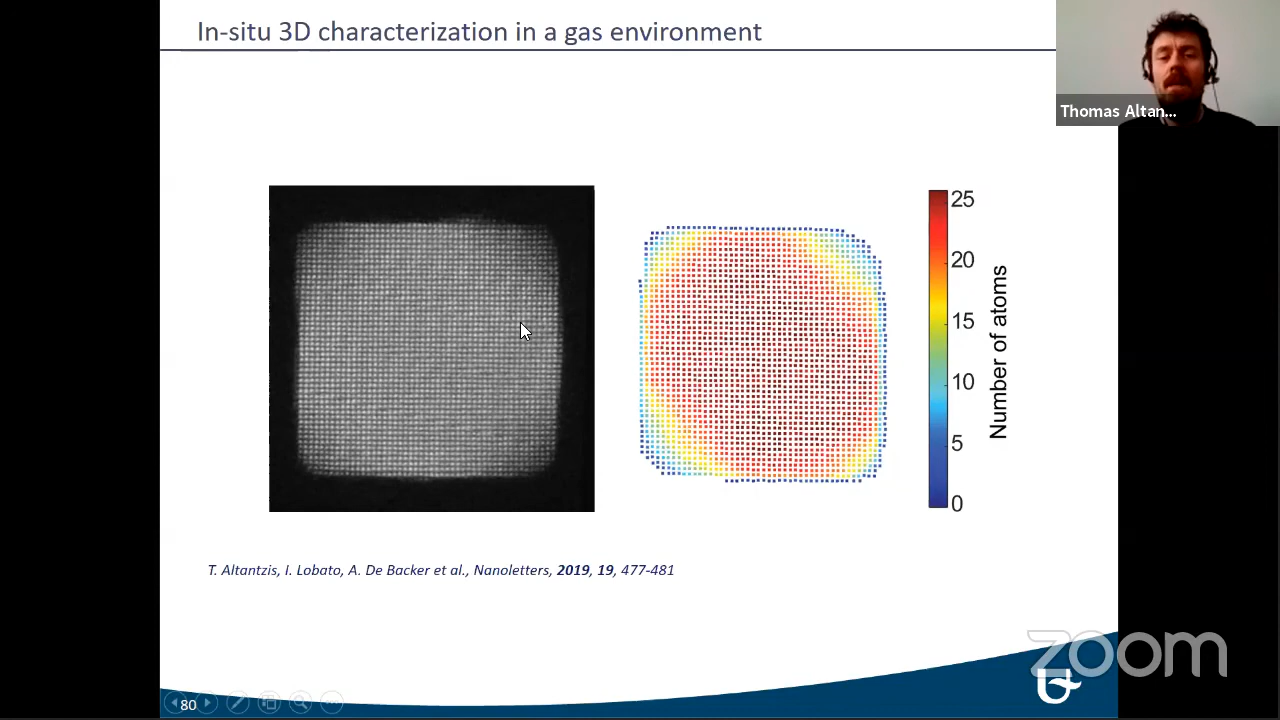 In-situ 3D characterization in a gas environment
Thomas Altan...
25
20
15
10
5
0
Number of atoms
T. Altantzis, I. Lobato, A. De Backer et al., Nanoletters, 2019, 19, 477-481
zoom
80